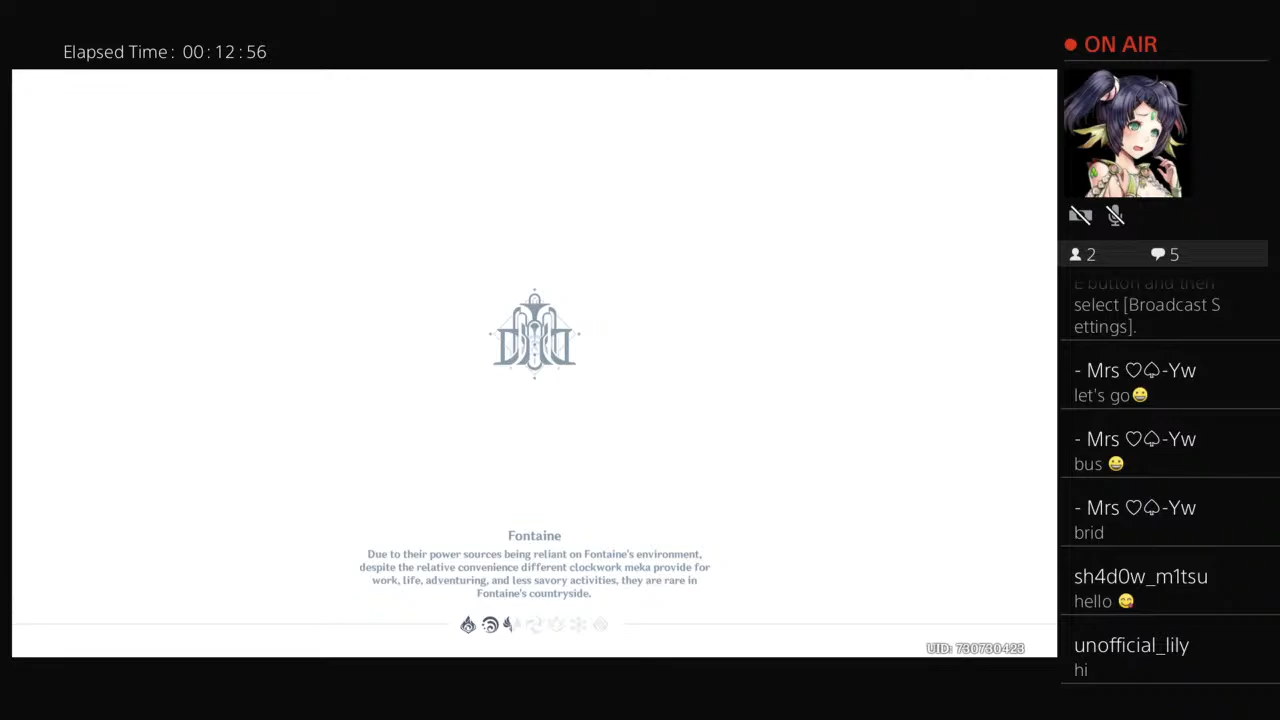 Elapsed Time: 00:12:56
ON AIR
2
5
E button and then
select [Broadcast S
ettings].
- Mrs ♡♤-Yw
let's go😀
- Mrs ♡♤-Yw
bus 😀
- Mrs ♡♤-Yw
brid
sh4d0w_m1tsu
hello 😋
unofficial_lily
hi
Fontaine
Due to their power sources being reliant on Fontaine's environment,
despite the relative convenience different clockwork meka provide for
work, life, adventuring, and less savory activities, they are rare in
Fontaine's countryside.
UID: 730730423